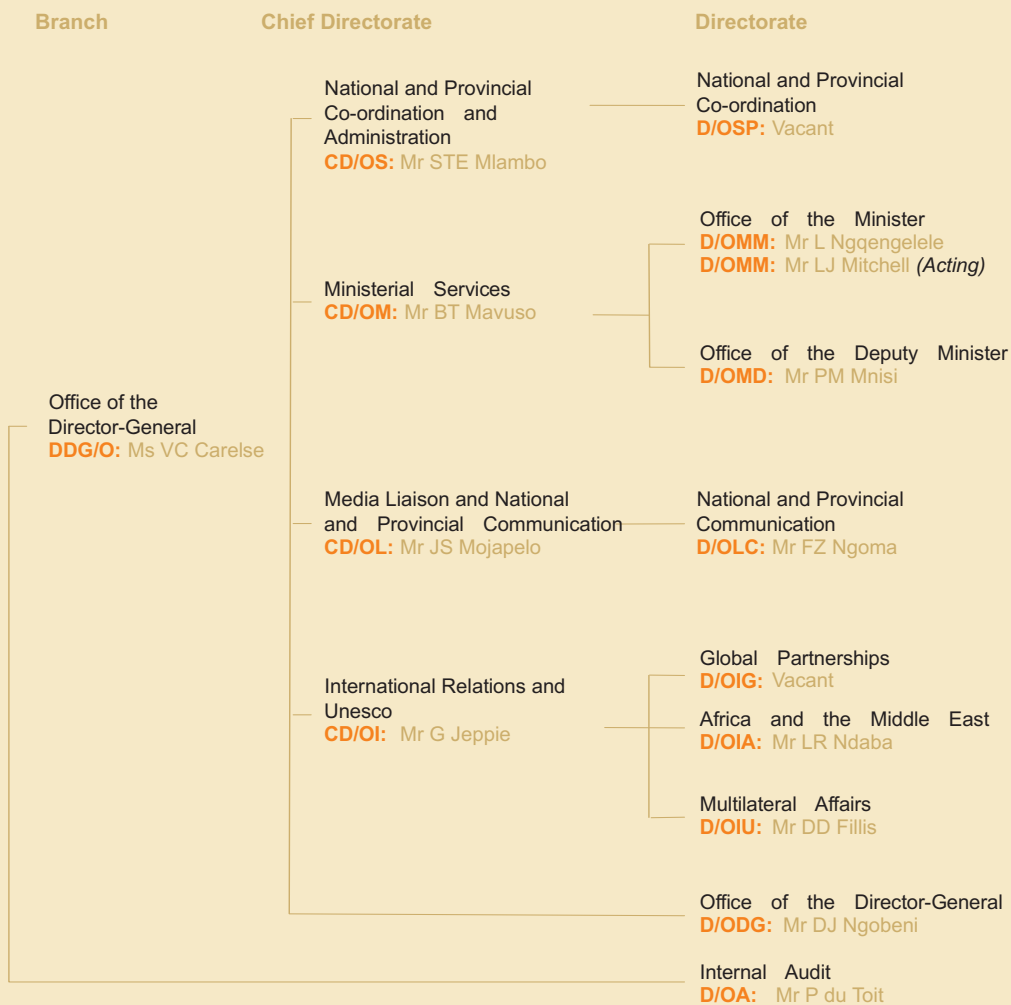 Branch
Chief Directorate
Directorate
Office of the
Director-General
DDG/O: Ms VC Carelse
National and Provincial
Co-ordination and
Administration
CD/OS: Mr STE Mlambo
National and Provincial
Co-ordination
D/OSP: Vacant
Ministerial Services
CD/OM: Mr BT Mavuso
Office of the Minister
D/OMM: Mr L Ngqengelele
D/OMM: Mr LJ Mitchell (Acting)
Office of the Deputy Minister
D/OMD: Mr PM Mnisi
Media Liaison and National
and Provincial Communication
CD/OL: Mr JS Mojapelo
National and Provincial
Communication
D/OLC: Mr FZ Ngoma
International Relations and
Unesco
CD/OI: Mr G Jeppie
Global Partnerships
D/OIG: Vacant
Africa and the Middle East
D/OIA: Mr LR Ndaba
Multilateral Affairs
D/OIU: Mr DD Fillis
Office of the Director-General
D/ODG: Mr DJ Ngobeni
Internal Audit
D/OA: Mr P du Toit